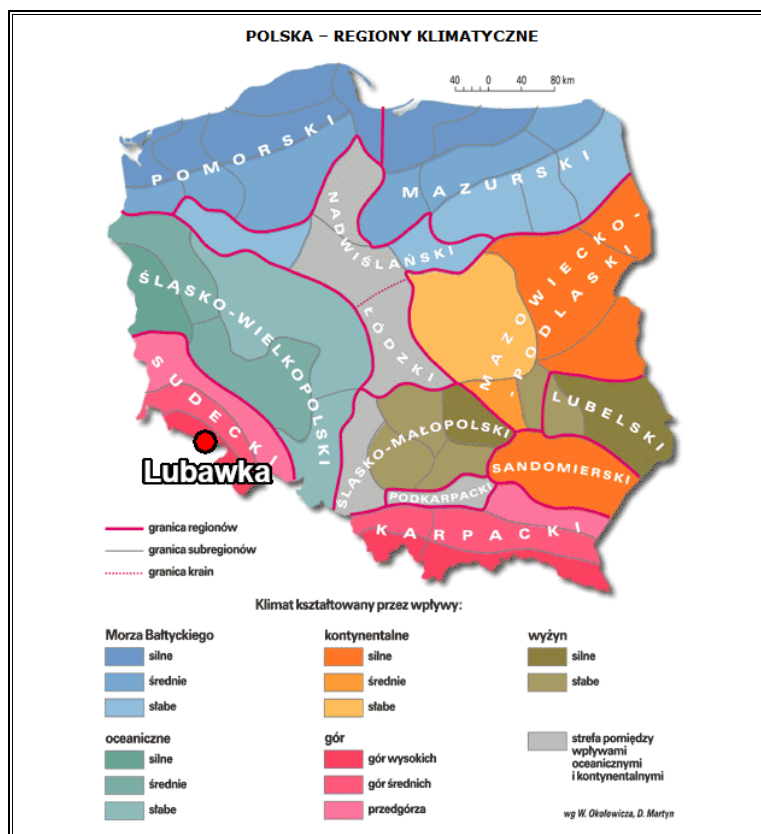 POLSKA – REGIONY KLIMATYCZNE
40 0 40 80 km
POMORSKI
MAZURSKI
NADWIŚLAŃSKI
MAZOWIECKO-
-PODLASKI
ŚLĄSKO-WIELKOPOLSKI
ŁÓDZKI
SUDECKI
LUBELSKI
ŚLĄSKO-MAŁOPOLSKI
Lubawka
SANDOMIERSKI
PODKARPACKI
KARPACKI
granica regionów
granica subregionów
granica krain
Klimat kształtowany przez wpływy:
Morza Bałtyckiego
silne
średnie
słabe
kontynentalne
silne
średnie
słabe
wyżyn
silne
słabe
oceaniczne
silne
średnie
słabe
gór
gór wysokich
gór średnich
przedgórza
strefa pomiędzy
wpływami
oceanicznymi
i kontynentalnymi
wg W. Okołowicza, D. Martyn